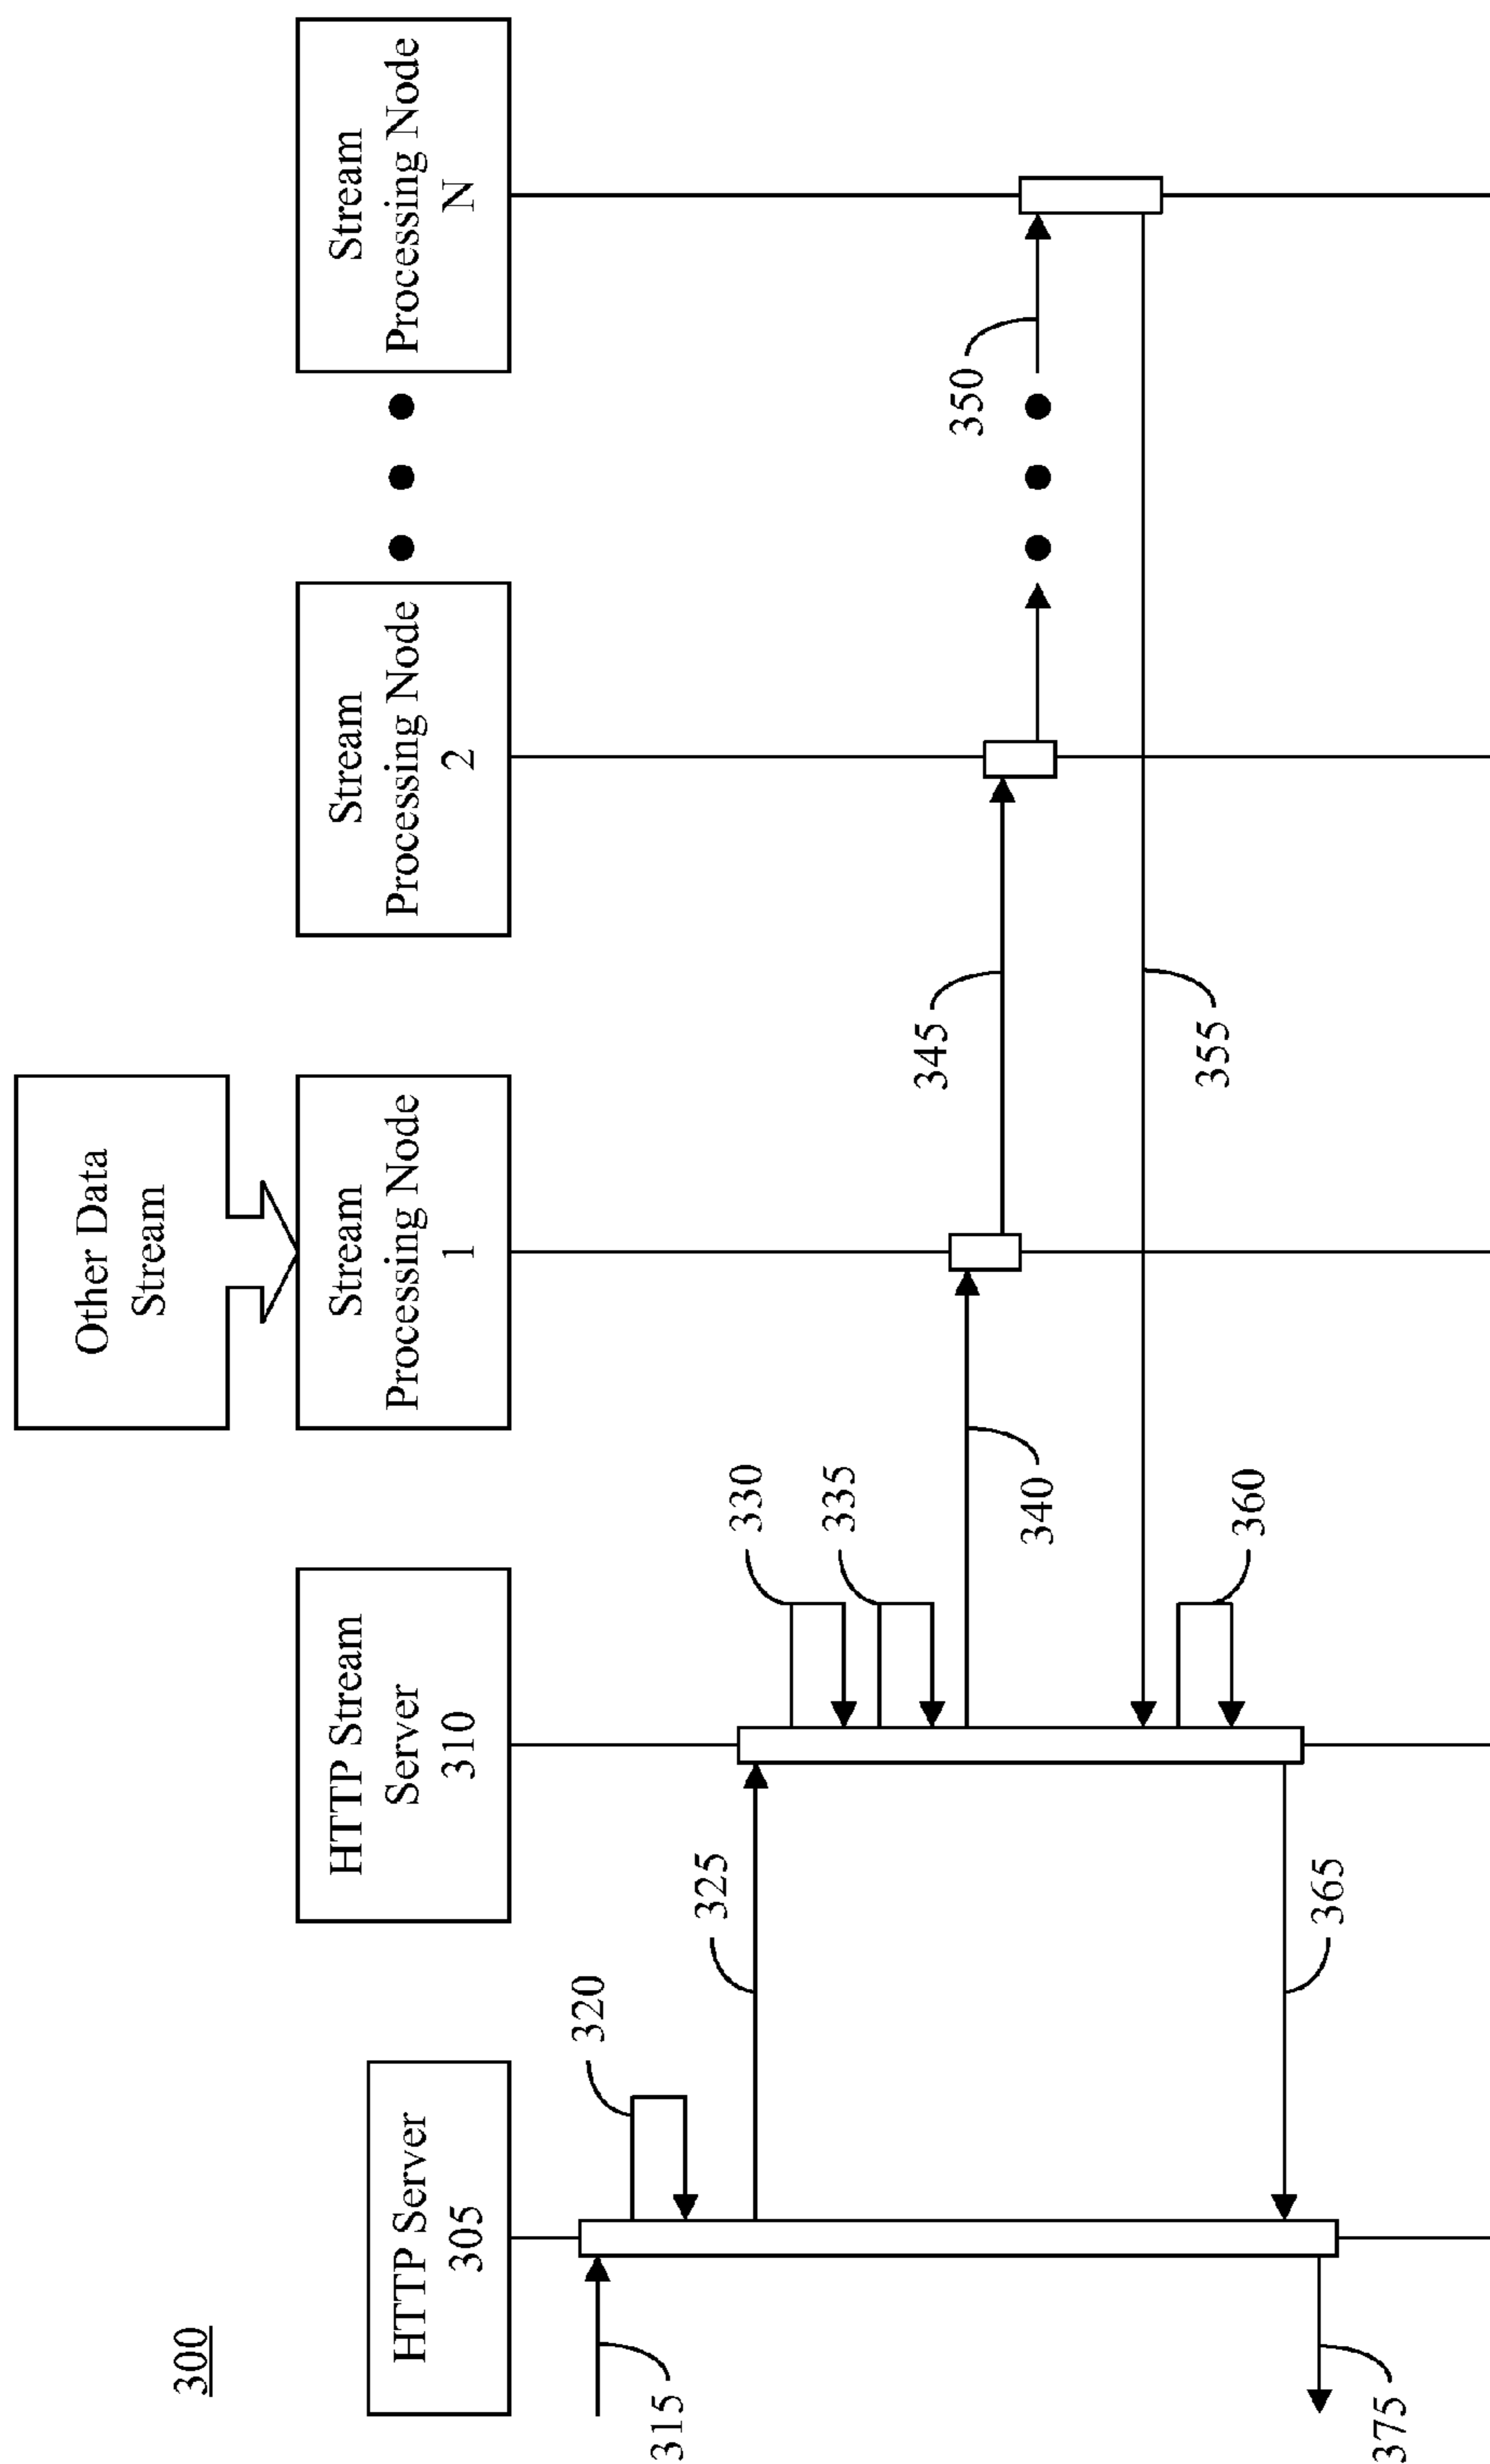 300
Other Data
Stream
HTTP Server
305
HTTP Stream
Server
310
Stream
Processing Node
1
Stream
Processing Node
2
Stream
Processing Node
N
315
320
325
330
335
340
345
350
355
360
365
375